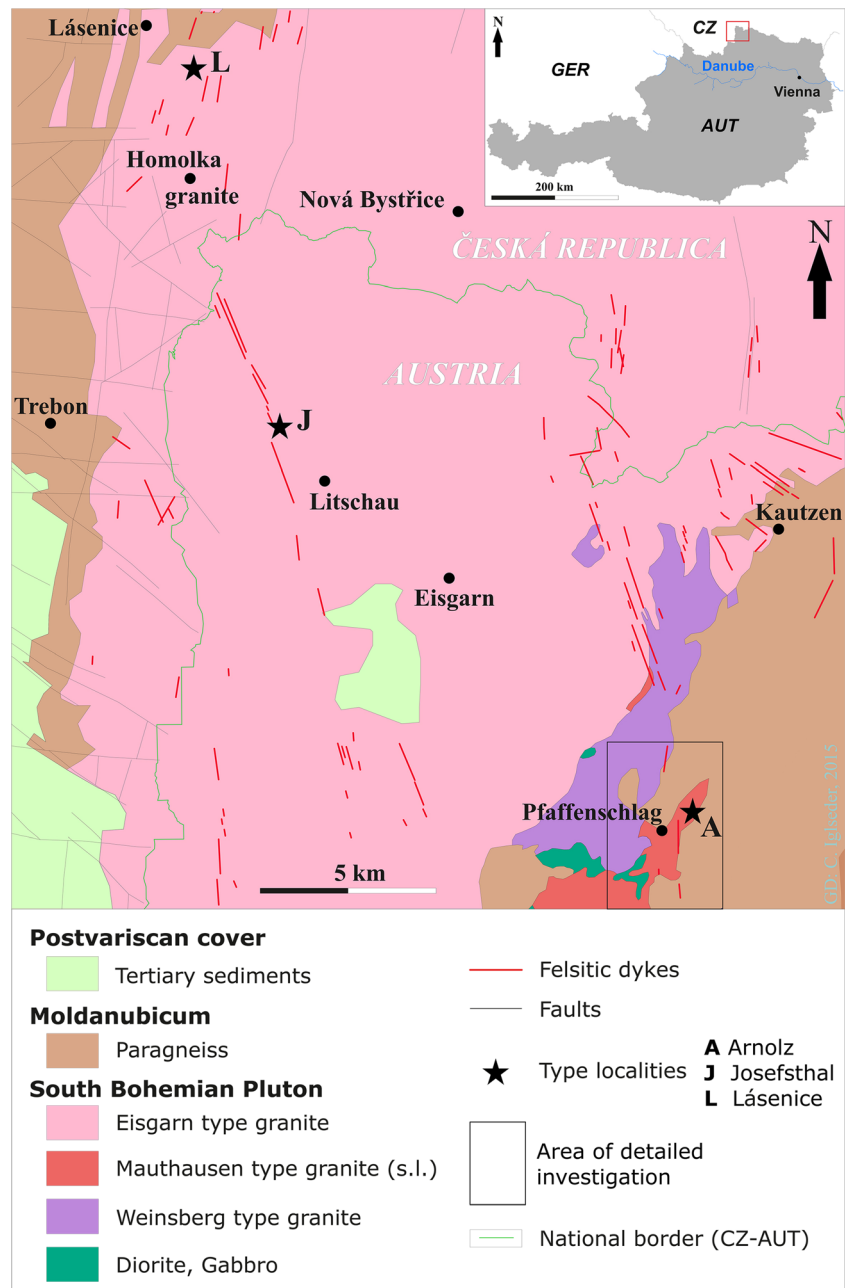 Lásenice
L
Homolka
granite
Nová Bystřice
ČESKÁ REPUBLICA
N
CZ
GER
Danube
Vienna
AUT
200 km
N
AUSTRIA
Trebon
J
Litschau
Kautzen
Eisgarn
Pfaffenschlag
A
5 km
GD: C. Iglseder, 2015
Postvariscan cover
Tertiary sediments
Moldanubicum
Paragneiss
South Bohemian Pluton
Eisgarn type granite
Mauthausen type granite (s.l.)
Weinsberg type granite
Diorite, Gabbro
Felsitic dykes
Faults
Type localities
A Arnolz
J Josefsthal
L Lásenice
Area of detailed
investigation
National border (CZ-AUT)